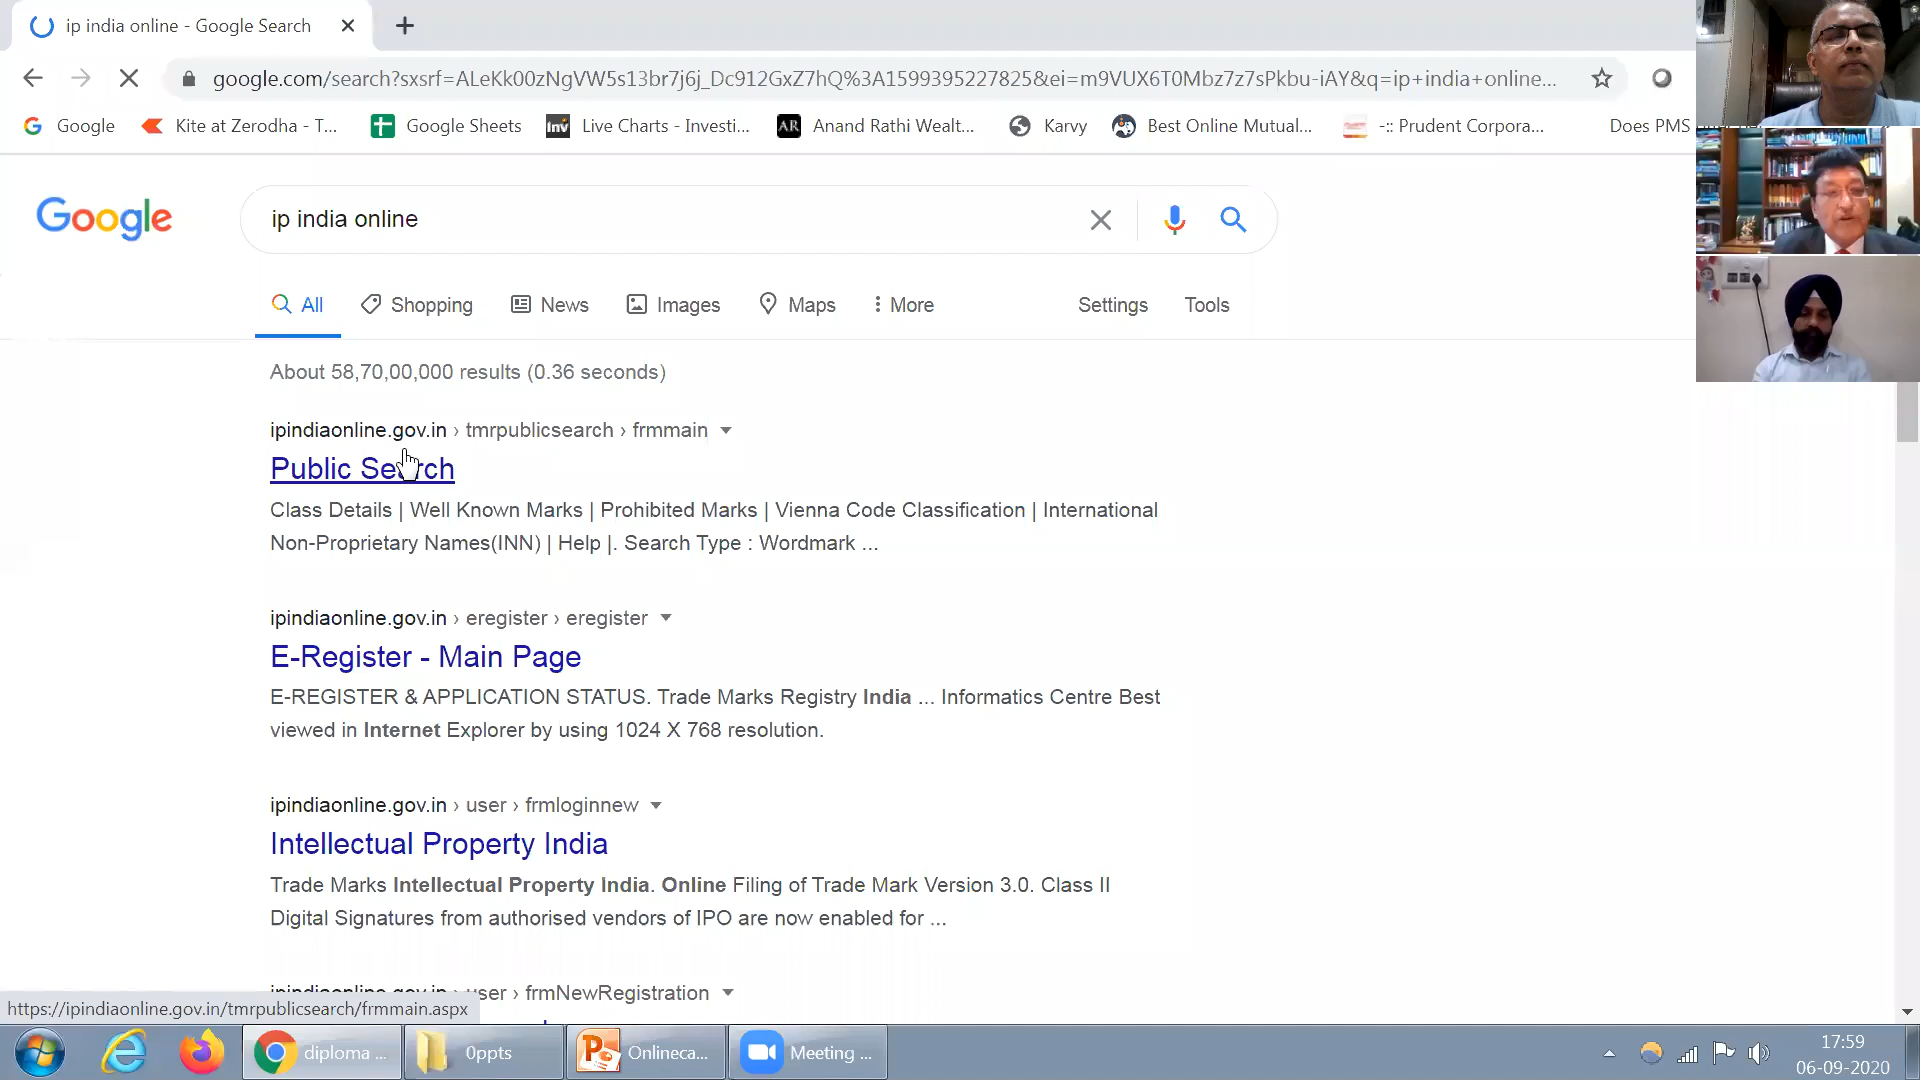 ip india online - Google Search
google.com/search?sxsrf=ALeKk00zNgVW5s13br7j6j_Dc912GxZ7hQ%3A1599395227825&ei=m9VUX6T0Mbz7z7sPkbu-iAY&q=ip+india+online...
Google Kite at Zerodha - T... Google Sheets Inv Live Charts - Investi... AR Anand Rathi Wealt... Karvy Best Online Mutual... -:: Prudent Corpora... Does PMS
Google ip india online
All Shopping News Images Maps More Settings Tools
About 58,70,00,000 results (0.36 seconds)
ipindiaonline.gov.in › tmrpublicsearch › frmmain
Public Search
Class Details | Well Known Marks | Prohibited Marks | Vienna Code Classification | International
Non-Proprietary Names(INN) | Help |. Search Type : Wordmark ...
ipindiaonline.gov.in › eregister › eregister
E-Register - Main Page
E-REGISTER & APPLICATION STATUS. Trade Marks Registry India ... Informatics Centre Best
viewed in Internet Explorer by using 1024 X 768 resolution.
ipindiaonline.gov.in › user › frmloginnew
Intellectual Property India
Trade Marks Intellectual Property India. Online Filing of Trade Mark Version 3.0. Class II
Digital Signatures from authorised vendors of IPO are now enabled for ...
ipindiaonline.gov.in › user › frmNewRegistration
https://ipindiaonline.gov.in/tmrpublicsearch/frmmain.aspx
diploma ... 0ppts Onlineca... Meeting ... 17:59
06-09-2020